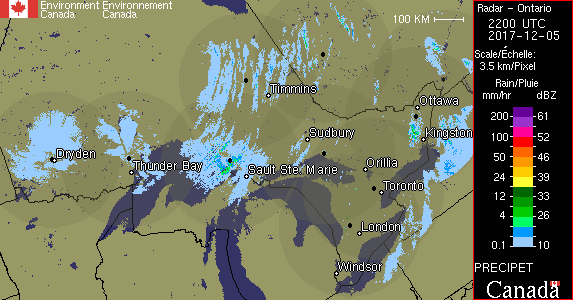 Environment Environnement
Canada Canada
100 KM
Radar - Ontario
2200 UTC
2017-12-05
Scale/Échelle:
3.5 km/Pixel
Rain/Pluie
mm/hr dBZ
200 61
100 52
50 46
24 39
12 33
4 26
0.1 10
PRECIPET
Canada
Timmins
Ottawa
Sudbury
Kingston
Dryden
Thunder Bay
Sault Ste. Marie
Orillia
Toronto
London
Windsor